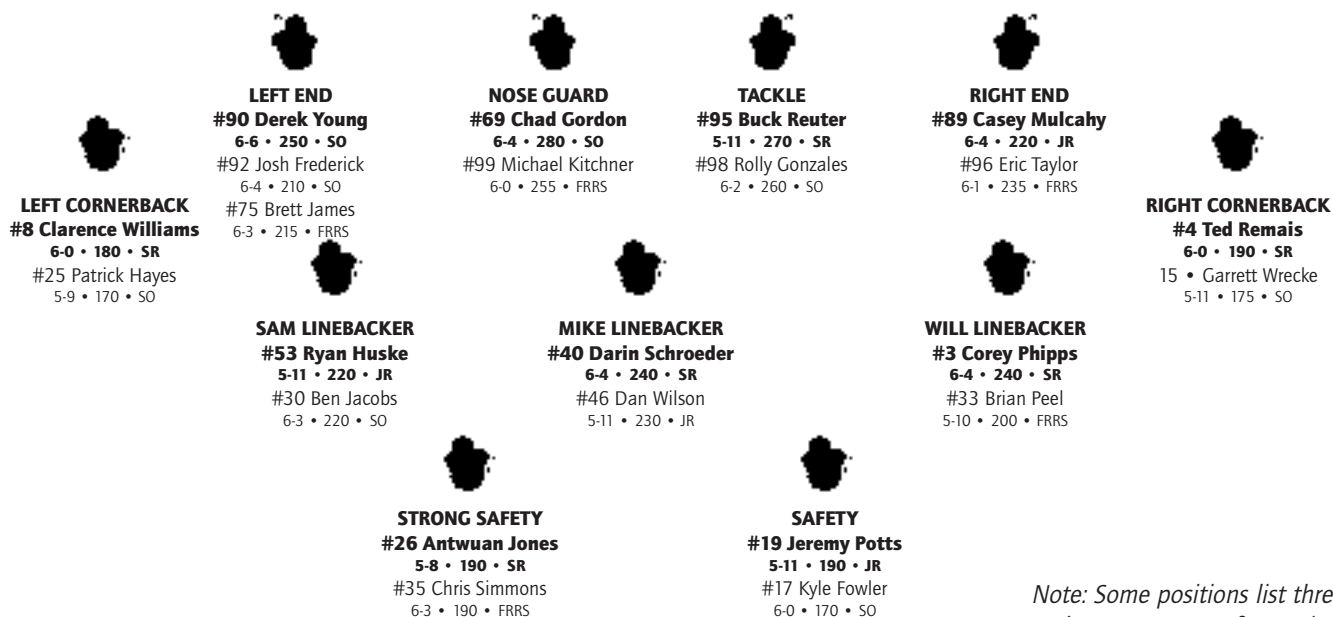 LEFT END
#90 Derek Young
6-6 • 250 • SO
#92 Josh Frederick
6-4 • 210 • SO
#75 Brett James
6-3 • 215 • FRRS
NOSE GUARD
#69 Chad Gordon
6-4 • 280 • SO
#99 Michael Kitchner
6-0 • 255 • FRRS
TACKLE
#95 Buck Reuter
5-11 • 270 • SR
#98 Rolly Gonzales
6-2 • 260 • SO
RIGHT END
#89 Casey Mulcahy
6-4 • 220 • JR
#96 Eric Taylor
6-1 • 235 • FRRS
LEFT CORNERBACK
#8 Clarence Williams
6-0 • 180 • SR
#25 Patrick Hayes
5-9 • 170 • SO
RIGHT CORNERBACK
#4 Ted Remais
6-0 • 190 • SR
15 • Garrett Wrecke
5-11 • 175 • SO
SAM LINEBACKER
#53 Ryan Huske
5-11 • 220 • JR
#30 Ben Jacobs
6-3 • 220 • SO
MIKE LINEBACKER
#40 Darin Schroeder
6-4 • 240 • SR
#46 Dan Wilson
5-11 • 230 • JR
WILL LINEBACKER
#3 Corey Phipps
6-4 • 240 • SR
#33 Brian Peel
5-10 • 200 • FRRS
STRONG SAFETY
#26 Antwuan Jones
5-8 • 190 • SR
#35 Chris Simmons
6-3 • 190 • FRRS
SAFETY
#19 Jeremy Potts
5-11 • 190 • JR
#17 Kyle Fowler
6-0 • 170 • SO
Note: Some positions list thre